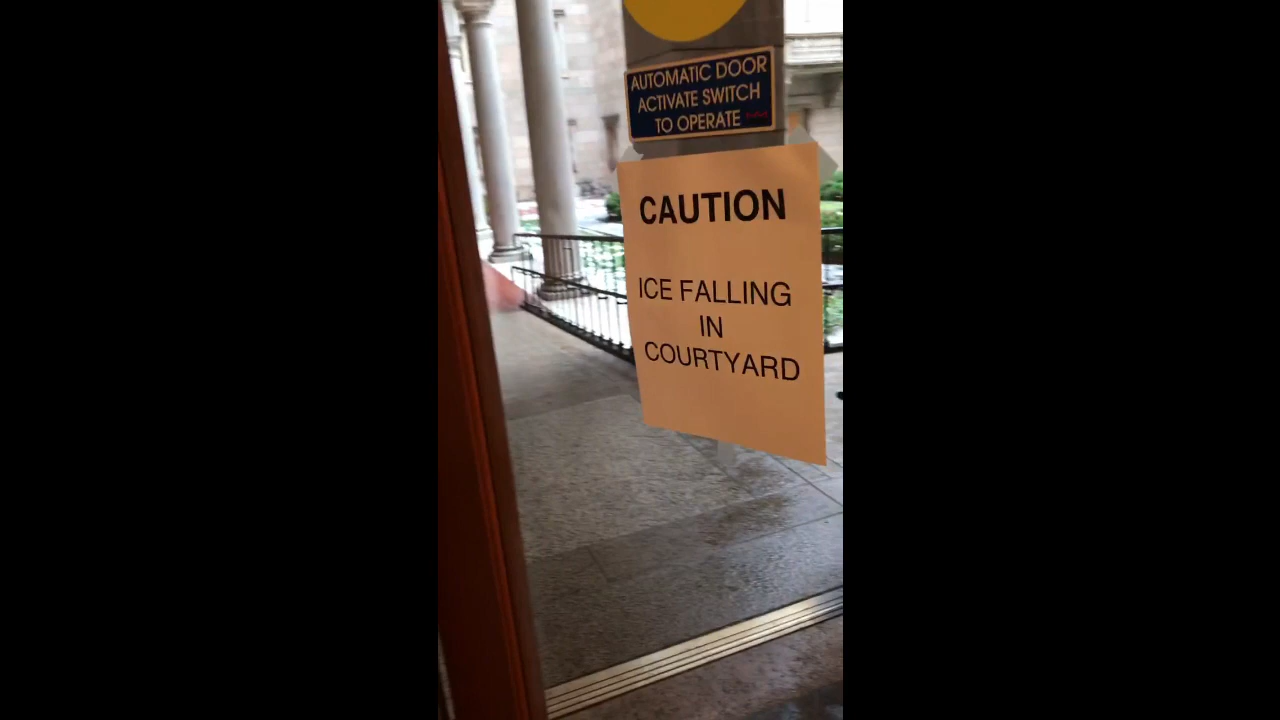 AUTOMATIC DOOR
ACTIVATE SWITCH
TO OPERATE
CAUTION
ICE FALLING
IN
COURTYARD